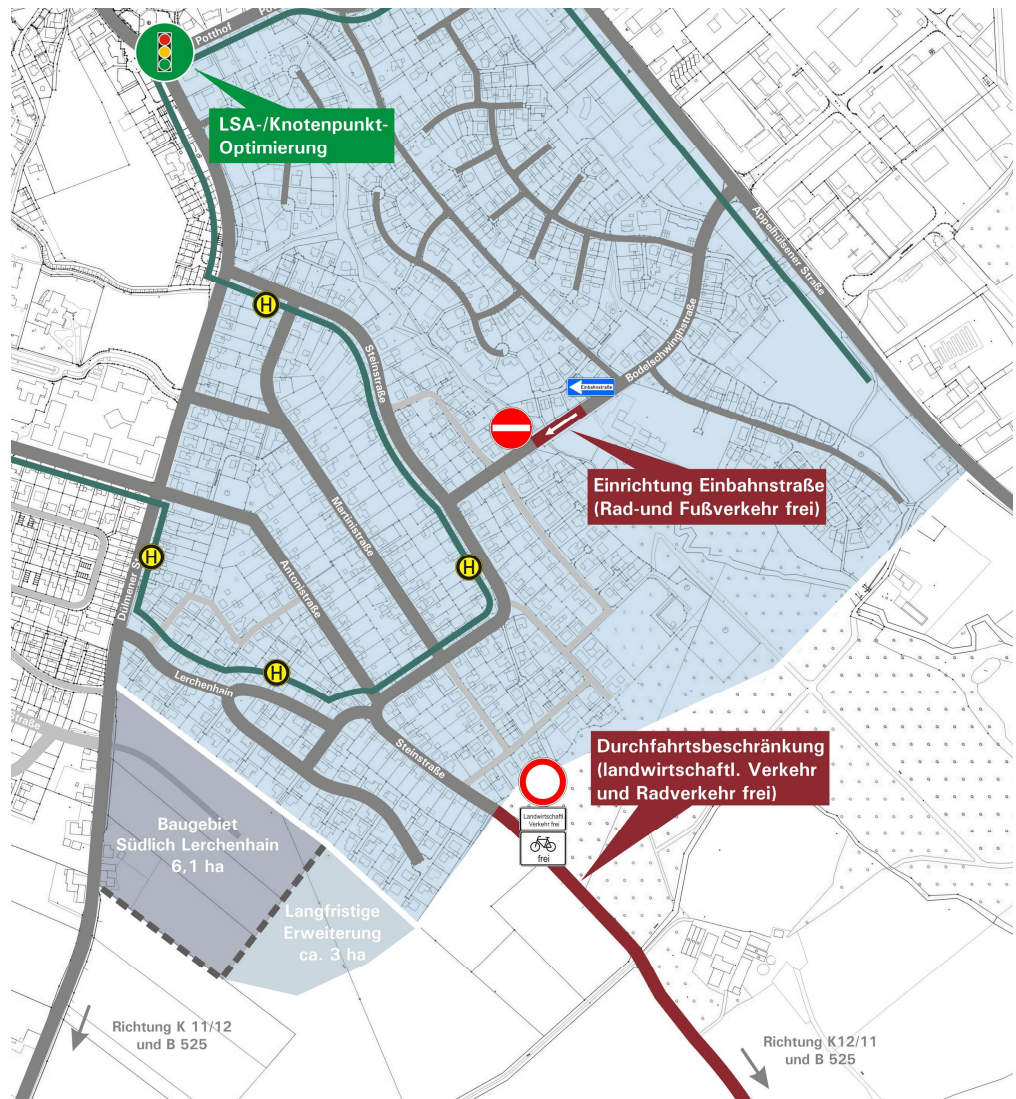 Potthof
LSA-/Knotenpunkt-
Optimierung
Appelhülsener Straße
Steinstraße
Bodelschwinghstraße
Einbahnstraße
Einrichtung Einbahnstraße
(Rad-und Fußverkehr frei)
H
Martinistraße
Antonistraße
H
H
Dülmener
H
Lerchenhain
Steinstraße
Straße
Durchfahrtsbeschränkung
(landwirtschaftl. Verkehr
und Radverkehr frei)
Landwirtschaftl.
Verkehr frei
frei
Baugebiet
Südlich Lerchenhain
6,1 ha
Langfristige
Erweiterung
ca. 3 ha
Richtung K 11/12
und B 525
Richtung K12/11
und B 525